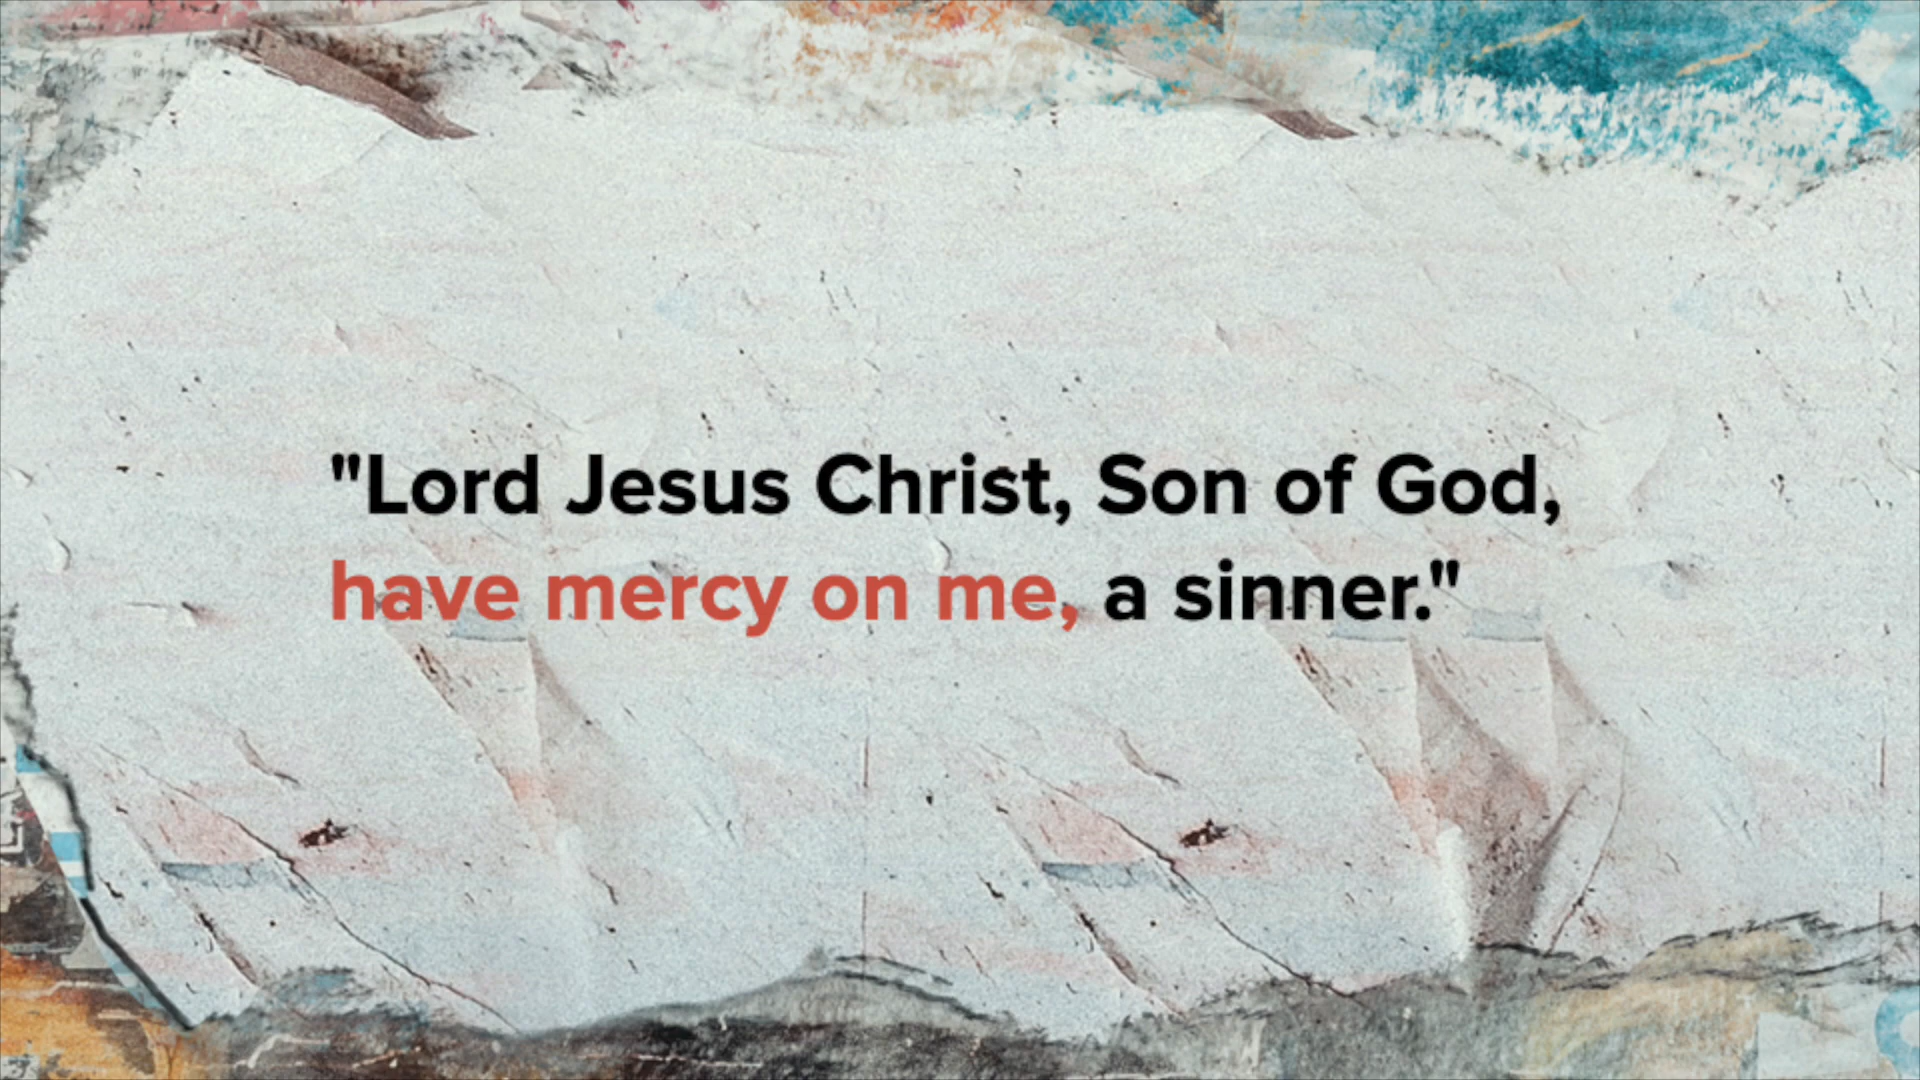 "Lord Jesus Christ, Son of God,
have mercy on me, a sinner."